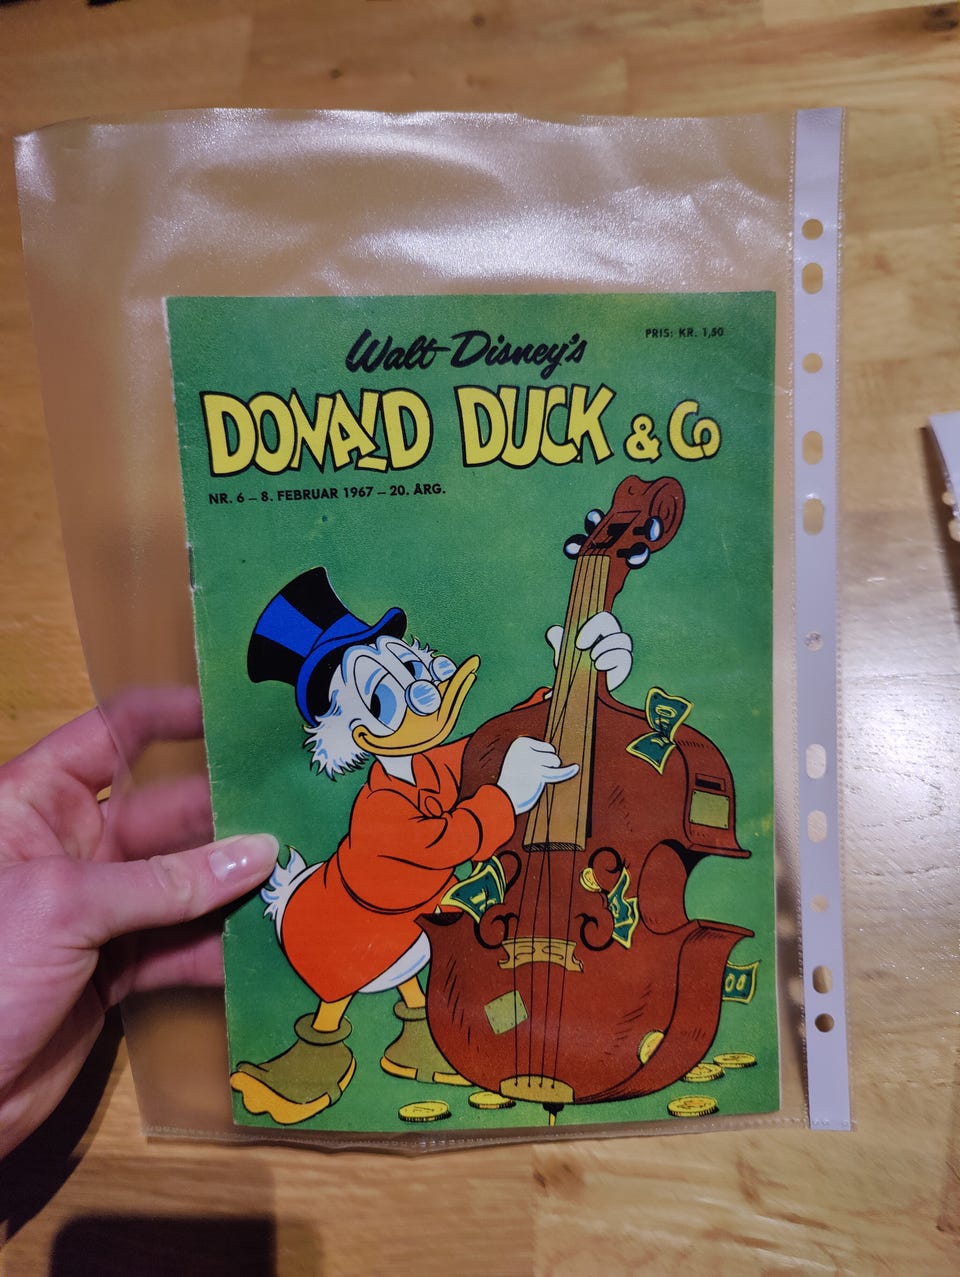 Walt Disney's
PRIS: KR. 1,50
DONALD DUCK & Co
NR. 6 – 8. FEBRUAR 1967 – 20. ÅRG.